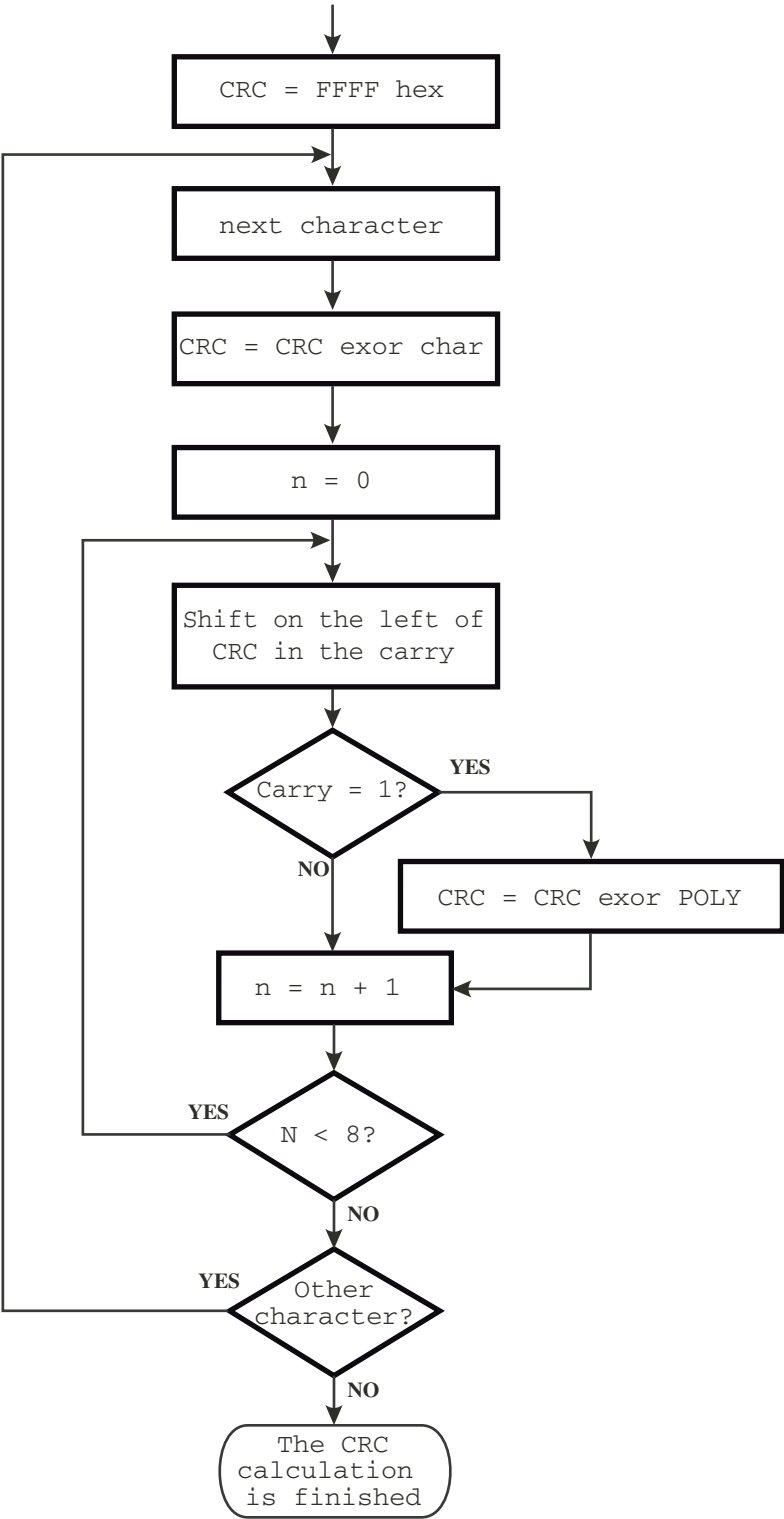 CRC = FFFF hex
next character
CRC = CRC exor char
n = 0
Shift on the left of
CRC in the carry
Carry = 1?
YES
NO
CRC = CRC exor POLY
n = n + 1
YES
N < 8?
NO
YES
Other
character?
NO
The CRC
calculation
is finished